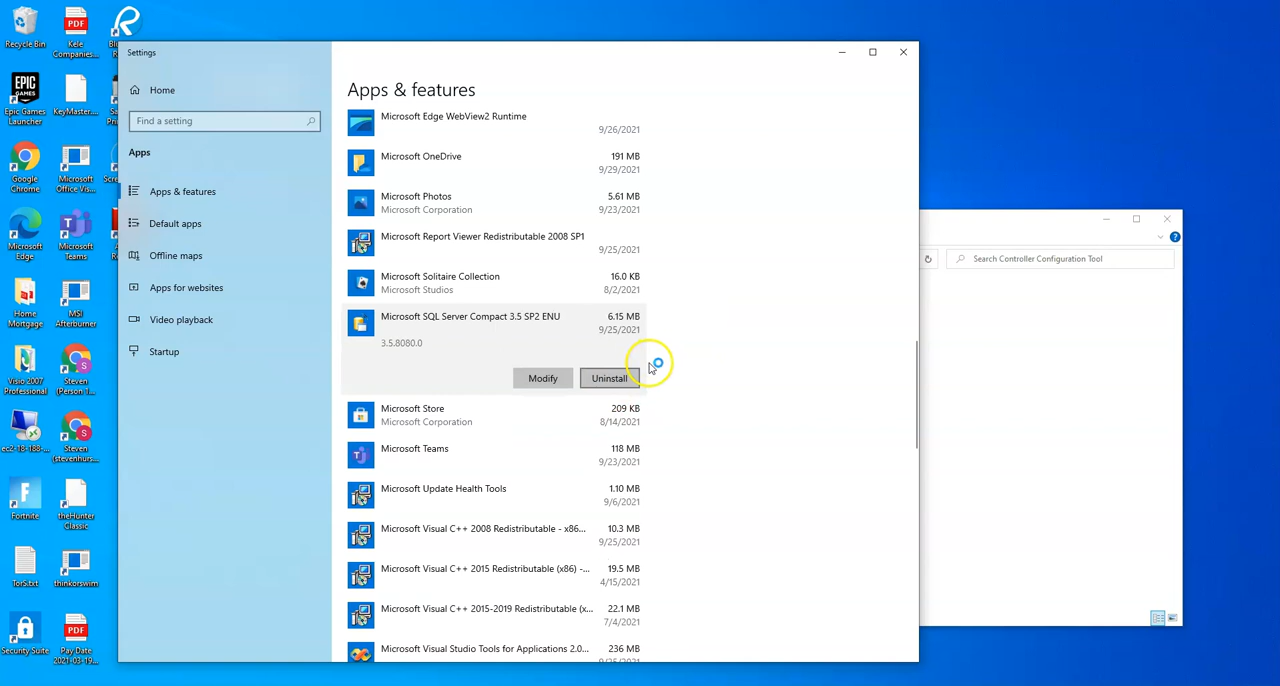 Recycle Bin
Kele
Companies...
Epic Games
Launcher
KeyMaster....
Google
Chrome
Microsoft
Office Vis...
Microsoft
Edge
Microsoft
Teams
Home
Mortgage
MSI
Afterburner
Visio 2007
Professional
Steven
(Person 1...
ec2-18-188-...
Steven
(stevenhurs...
Fortnite
theHunter
Classic
TorS.txt
thinkorswim
Security Suite
Pay Date
2021-03-19...
PDF
EPIC
GAMES
PDF
Settings
Home
Find a setting
Apps
Apps & features
Default apps
Offline maps
Apps for websites
Video playback
Startup
Apps & features
Microsoft Edge WebView2 Runtime
9/26/2021
Microsoft OneDrive 191 MB
9/29/2021
Microsoft Photos 5.61 MB
Microsoft Corporation 9/23/2021
Microsoft Report Viewer Redistributable 2008 SP1
9/25/2021
Microsoft Solitaire Collection 16.0 KB
Microsoft Studios 8/2/2021
Microsoft SQL Server Compact 3.5 SP2 ENU 6.15 MB
9/25/2021
3.5.8080.0
Modify Uninstall
Microsoft Store 209 KB
Microsoft Corporation 8/14/2021
Microsoft Teams 118 MB
9/23/2021
Microsoft Update Health Tools 1.10 MB
9/6/2021
Microsoft Visual C++ 2008 Redistributable - x86... 10.3 MB
9/25/2021
Microsoft Visual C++ 2015 Redistributable (x86) -... 19.5 MB
4/15/2021
Microsoft Visual C++ 2015-2019 Redistributable (x... 22.1 MB
7/4/2021
Microsoft Visual Studio Tools for Applications 2.0... 236 MB
Search Controller Configuration Tool